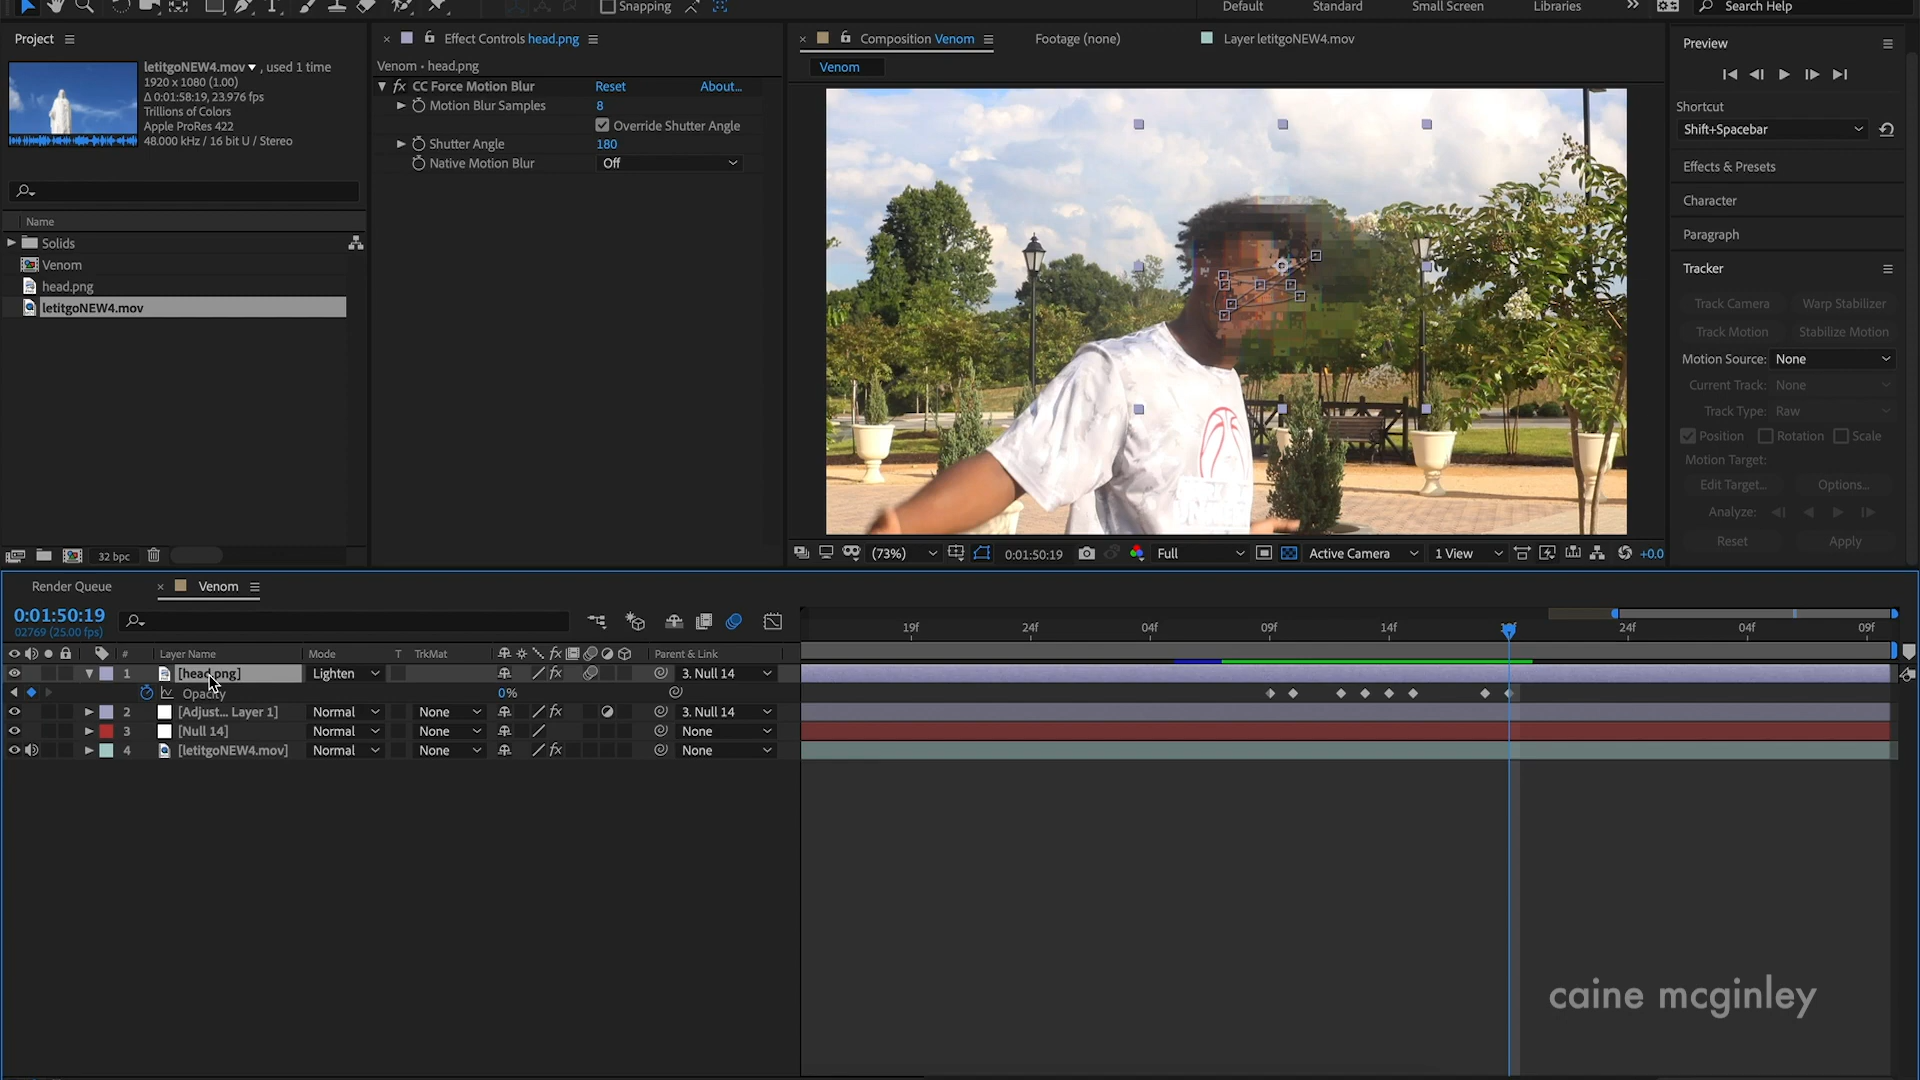 Snapping
Default
Standard
Small Screen
Libraries
Search Help
Project
letitgoNEW4.mov , used 1 time
1920 x 1080 (1.00)
Δ 0:01:58:19, 23.976 fps
Trillions of Colors
Apple ProRes 422
48.000 kHz / 16 bit U / Stereo
Name
Solids
Venom
head.png
letitgoNEW4.mov
32 bpc
Effect Controls head.png
Venom • head.png
fx CC Force Motion Blur Reset About...
Motion Blur Samples 8
Override Shutter Angle
Shutter Angle 180
Native Motion Blur Off
Composition Venom
Footage (none)
Layer letitgoNEW4.mov
Venom
(73%) 0:01:50:19 Full Active Camera 1 View +0.0
Preview
Shortcut
Shift+Spacebar
Effects & Presets
Character
Paragraph
Tracker
Track Camera Warp Stabilizer
Track Motion Stabilize Motion
Motion Source: None
Current Track: None
Track Type: Raw
Position Rotation Scale
Motion Target:
Edit Target... Options...
Analyze:
Reset Apply
Render Queue
Venom
0:01:50:19
02769 (25.00 fps)
19f 24f 04f 09f 14f 24f 04f 09f
# Layer Name Mode T TrkMat fx Parent & Link
1 [head.png] Lighten fx 3. Null 14
Opacity 0%
2 [Adjust... Layer 1] Normal None fx 3. Null 14
3 [Null 14] Normal None None
4 [letitgoNEW4.mov] Normal None fx None
caine mcginley